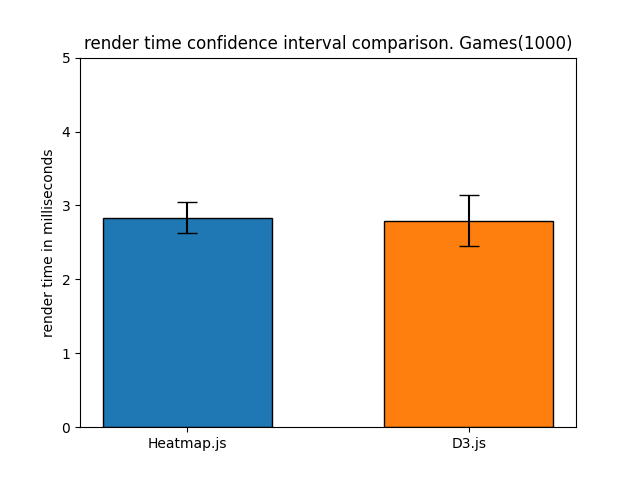 render time confidence interval comparison. Games(1000)
5
4
3
2
1
0
render time in milliseconds
Heatmap.js
D3.js